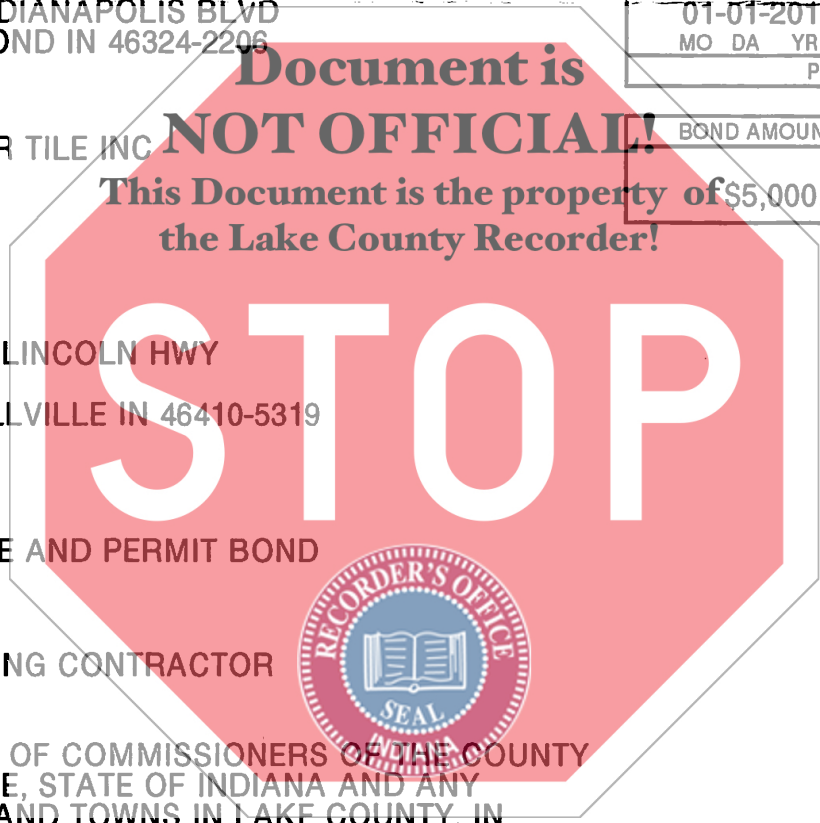 DIANAPOLIS BLVD
OND IN 46324-2206
01-01-201
MO DA YR
P
Document is
NOT OFFICIAL!
This Document is the property of
the Lake County Recorder!
R TILE INC
BOND AMOUN
$5,000
LINCOLN HWY
LLVILLE IN 46410-5319
STOP
E AND PERMIT BOND
NG CONTRACTOR
RECORDER'S OFFICE
SEAL
INDIANA
OF COMMISSIONERS OF THE COUNTY
E, STATE OF INDIANA AND ANY
AND TOWNS IN LAKE COUNTY, IN